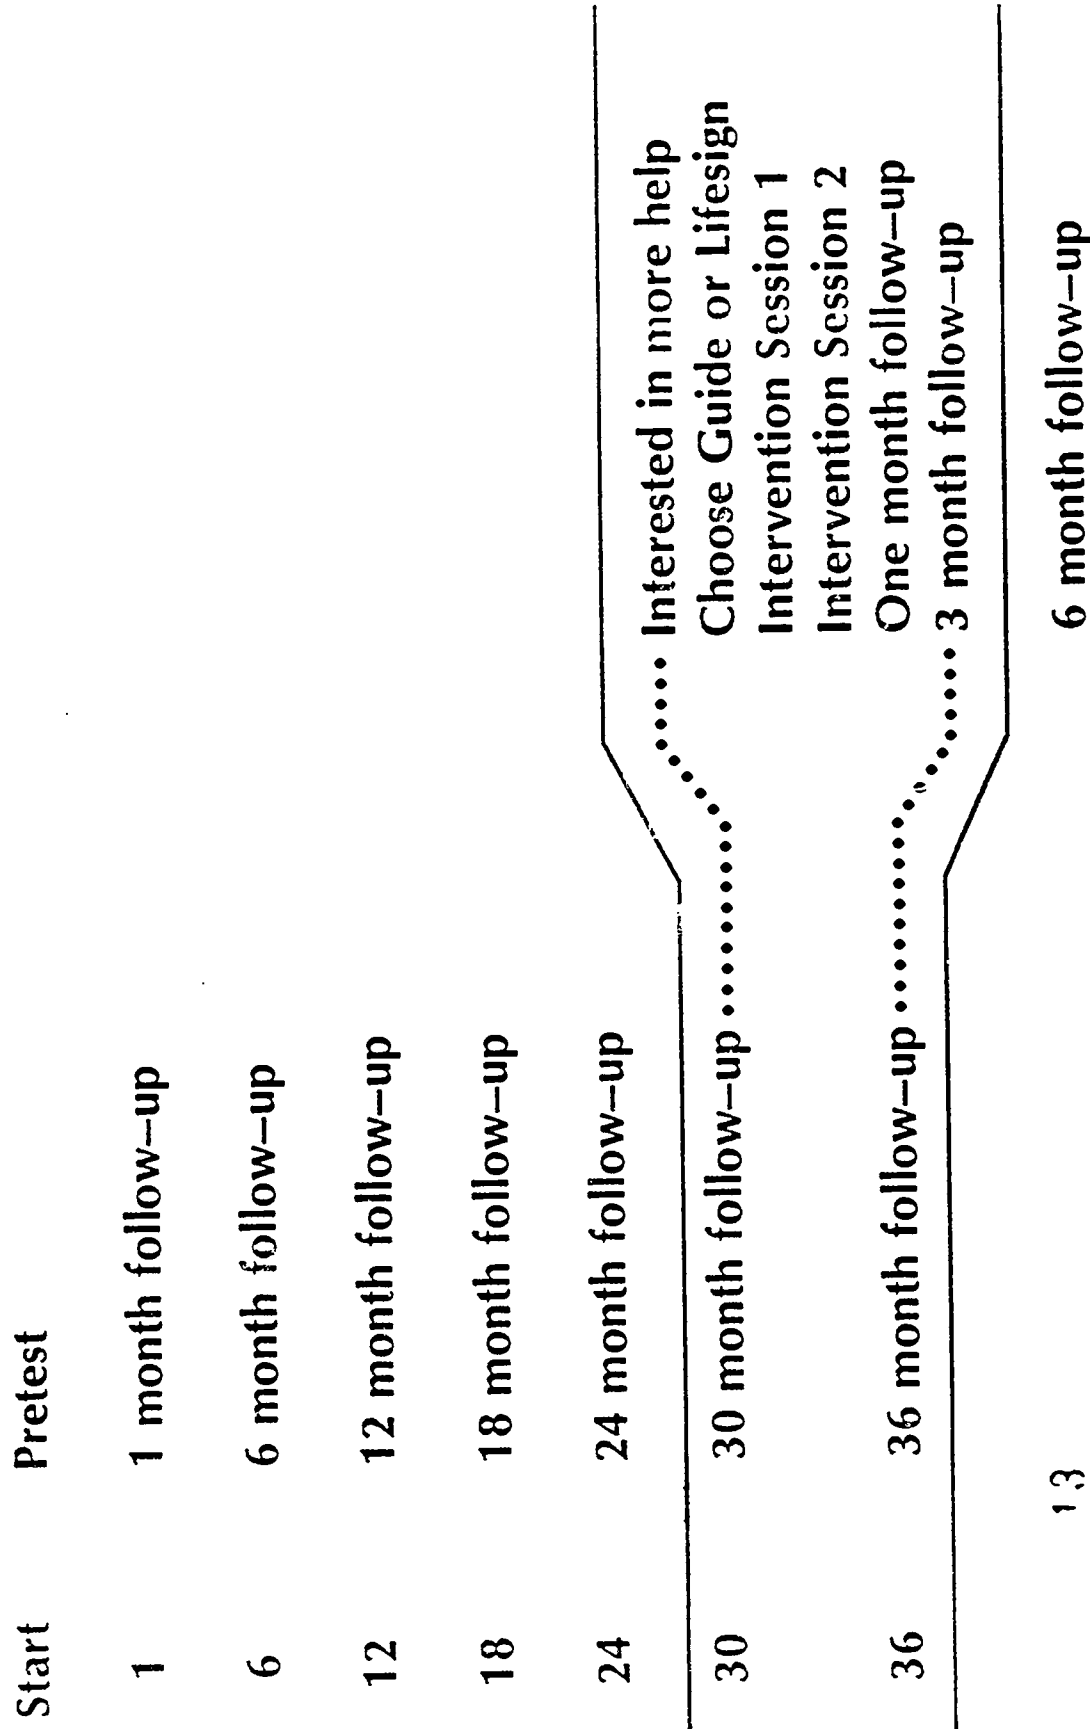 Start Pretest
1 1 month follow–up
6 6 month follow–up
12 12 month follow–up
18 18 month follow–up
24 24 month follow–up
30 30 month follow–up ...... Interested in more help
Choose Guide or Lifesign
Intervention Session 1
Intervention Session 2
One month follow–up
36 36 month follow–up ...... 3 month follow–up
6 month follow–up
13